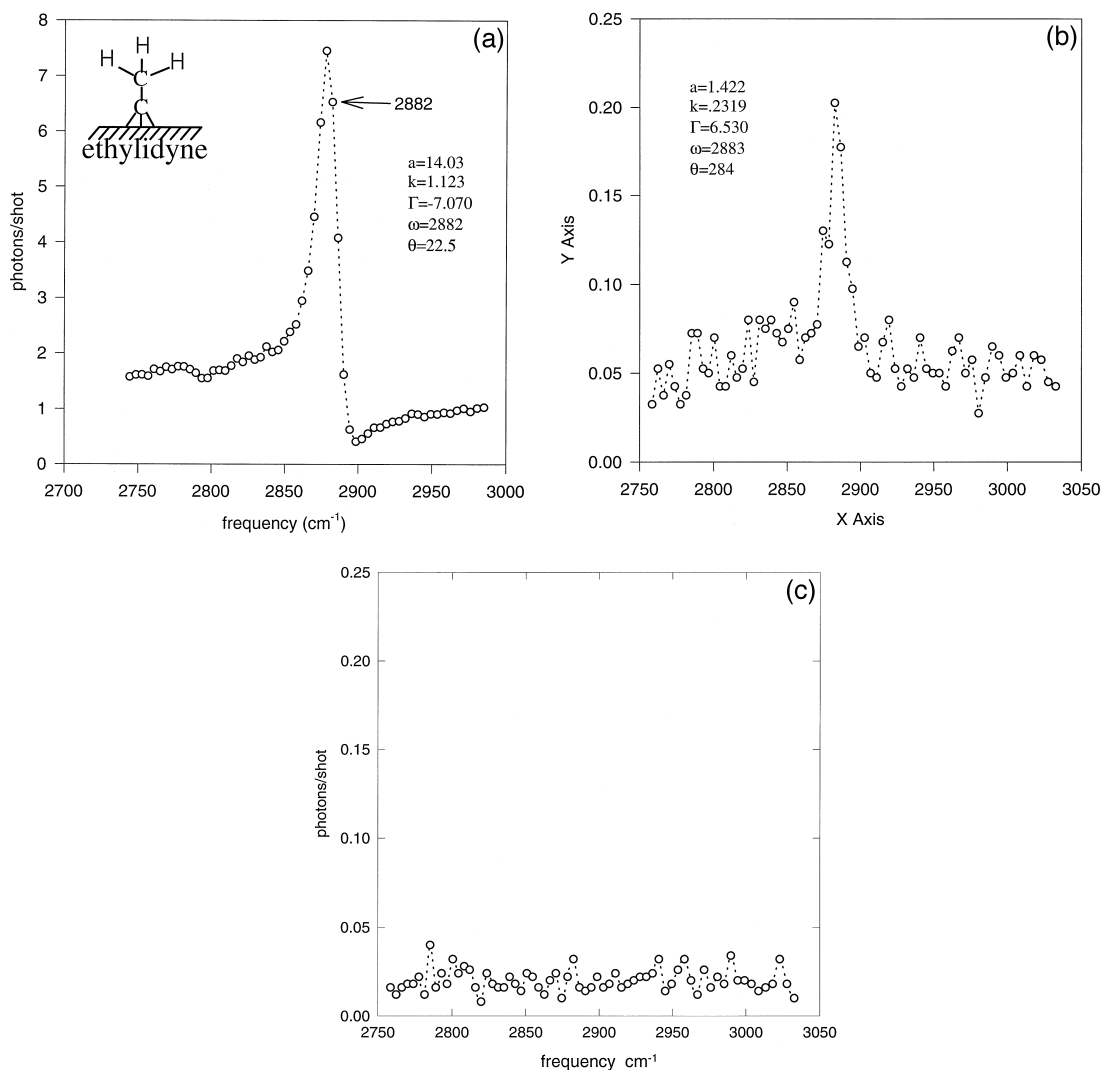 (a)
8
7
6
5
4
3
2
1
0
photons/shot
H
H
H
C
C
ethylidyne
2882
a=14.03
k=1.123
Γ=-7.070
ω=2882
θ=22.5
2700
2750
2800
2850
2900
2950
3000
frequency (cm⁻¹)
(b)
0.25
0.20
0.15
0.10
0.05
0.00
Y Axis
a=1.422
k=.2319
Γ=6.530
ω=2883
θ=284
2750
2800
2850
2900
2950
3000
3050
X Axis
(c)
0.25
0.20
0.15
0.10
0.05
0.00
photons/shot
2750
2800
2850
2900
2950
3000
3050
frequency cm⁻¹